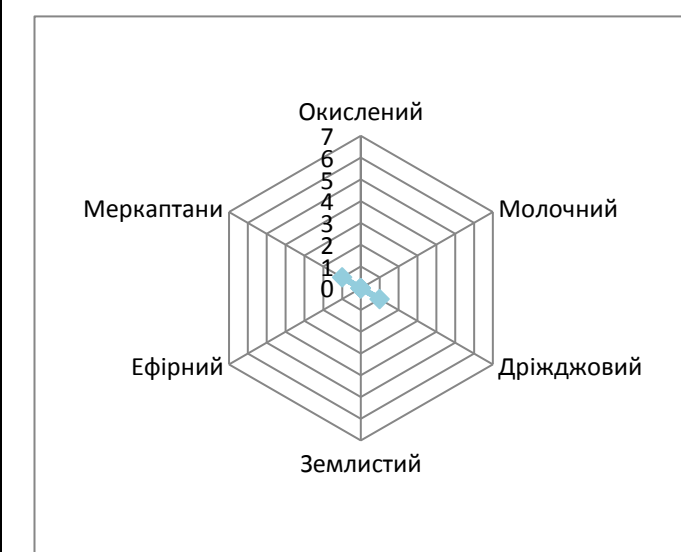 Окислений
7
6
5
4
3
2
1
0
Меркаптани
Молочний
Ефірний
Дріжджовий
Землистий